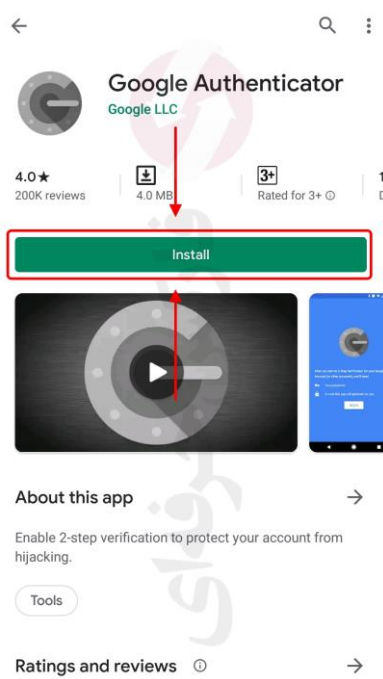 Google Authenticator
Google LLC
4.0★
200K reviews
4.0 MB
3+
Rated for 3+
Install
About this app
Enable 2-step verification to protect your account from
hijacking.
Tools
Ratings and reviews